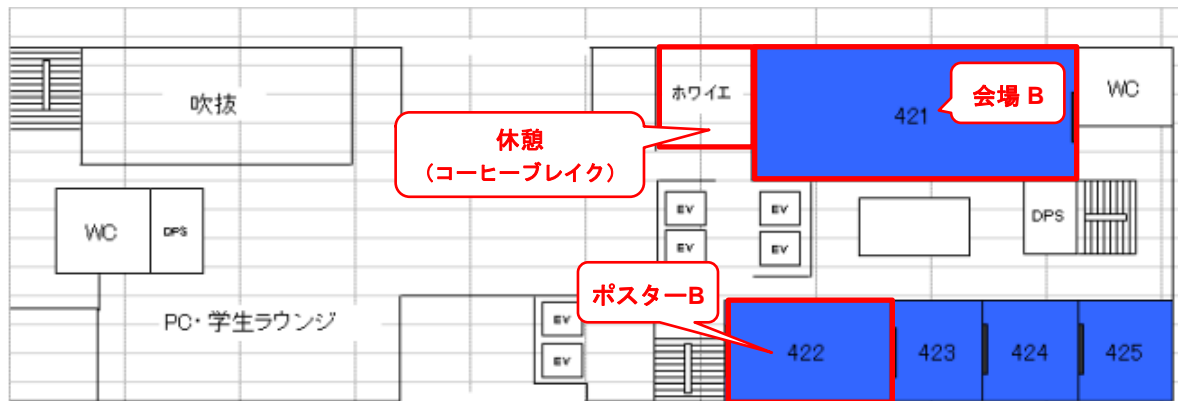 吹抜
ホワイエ
421
会場 B
WC
休憩
（コーヒーブレイク）
EV
EV
EV
EV
DPS
WC
DPS
ポスターB
PC・学生ラウンジ
EV
EV
422
423
424
425